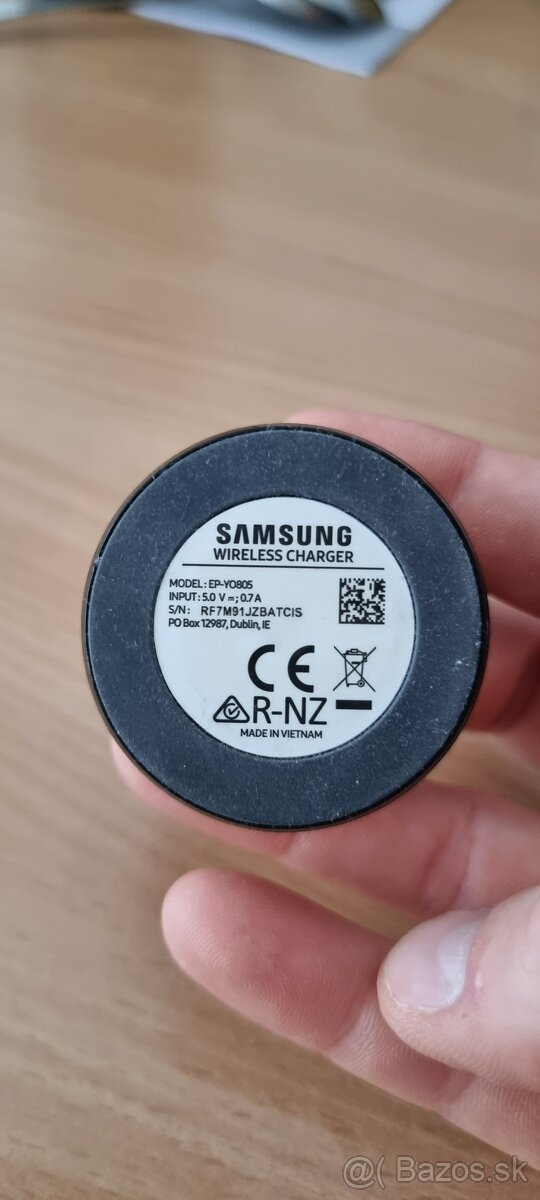 SAMSUNG
WIRELESS CHARGER
MODEL: EP-YO805
INPUT: 5.0 V ⎓; 0.7 A
S/N: RF7M91JZBATCIS
PO Box 12987, Dublin, IE
CE
R-NZ
MADE IN VIETNAM
@( Bazos.sk